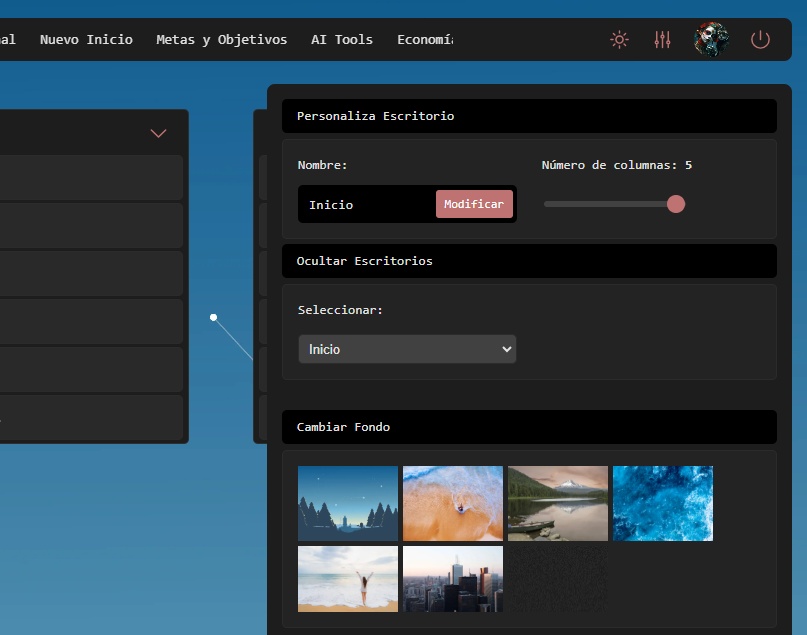 al Nuevo Inicio Metas y Objetivos AI Tools Economía
Personaliza Escritorio
Nombre: Número de columnas: 5
Inicio Modificar
Ocultar Escritorios
Seleccionar:
Inicio
Cambiar Fondo